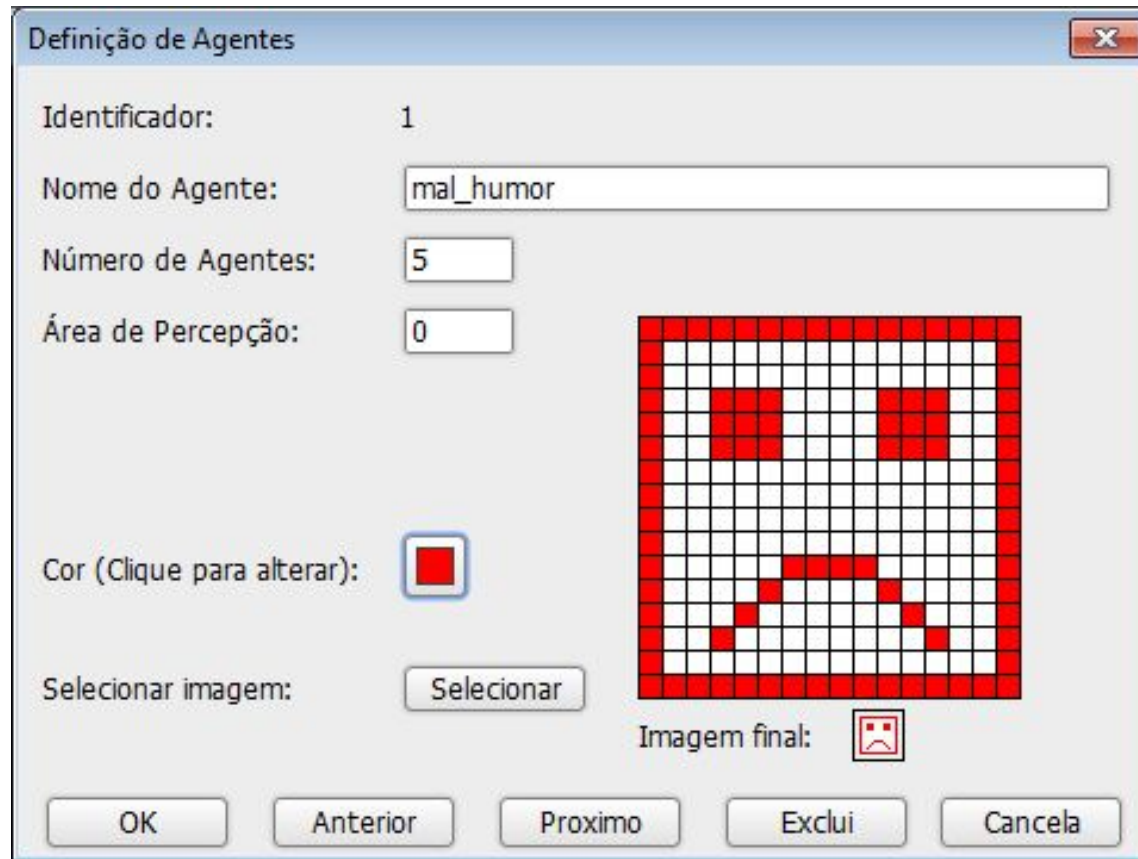 Definição de Agentes
Identificador: 1
Nome do Agente: mal_humor
Número de Agentes: 5
Área de Percepção: 0
Cor (Clique para alterar):
Selecionar imagem: Selecionar
Imagem final:
OK Anterior Proximo Exclui Cancela